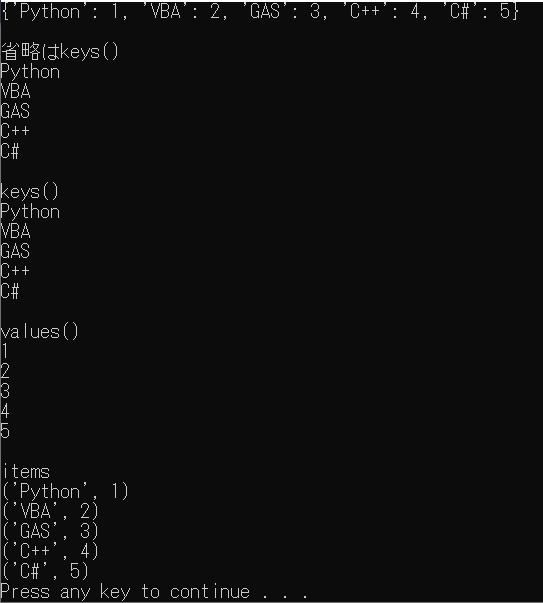 {'Python': 1, 'VBA': 2, 'GAS': 3, 'C++': 4, 'C#': 5}
省略はkeys()
Python
VBA
GAS
C++
C#
keys()
Python
VBA
GAS
C++
C#
values()
1
2
3
4
5
items
('Python', 1)
('VBA', 2)
('GAS', 3)
('C++', 4)
('C#', 5)
Press any key to continue . . .